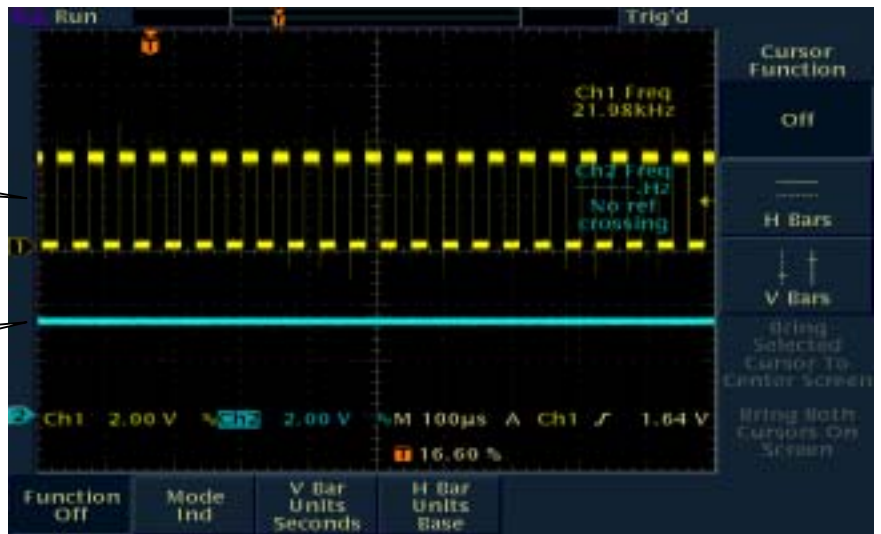 Run
Trig'd
Ch1 Freq
21.98kHz
Ch2 Freq
-----.Hz
No ref
crossing
1
2
Ch1 2.00 V Ch2 2.00 V M 100µs A Ch1 1.64 V
T 16.60 %
Cursor
Function
Off
H Bars
V Bars
Bring
Selected
Cursor To
Center Screen
Bring Both
Cursors On
Screen
Function
Off
Mode
Ind
V Bar
Units
Seconds
H Bar
Units
Base